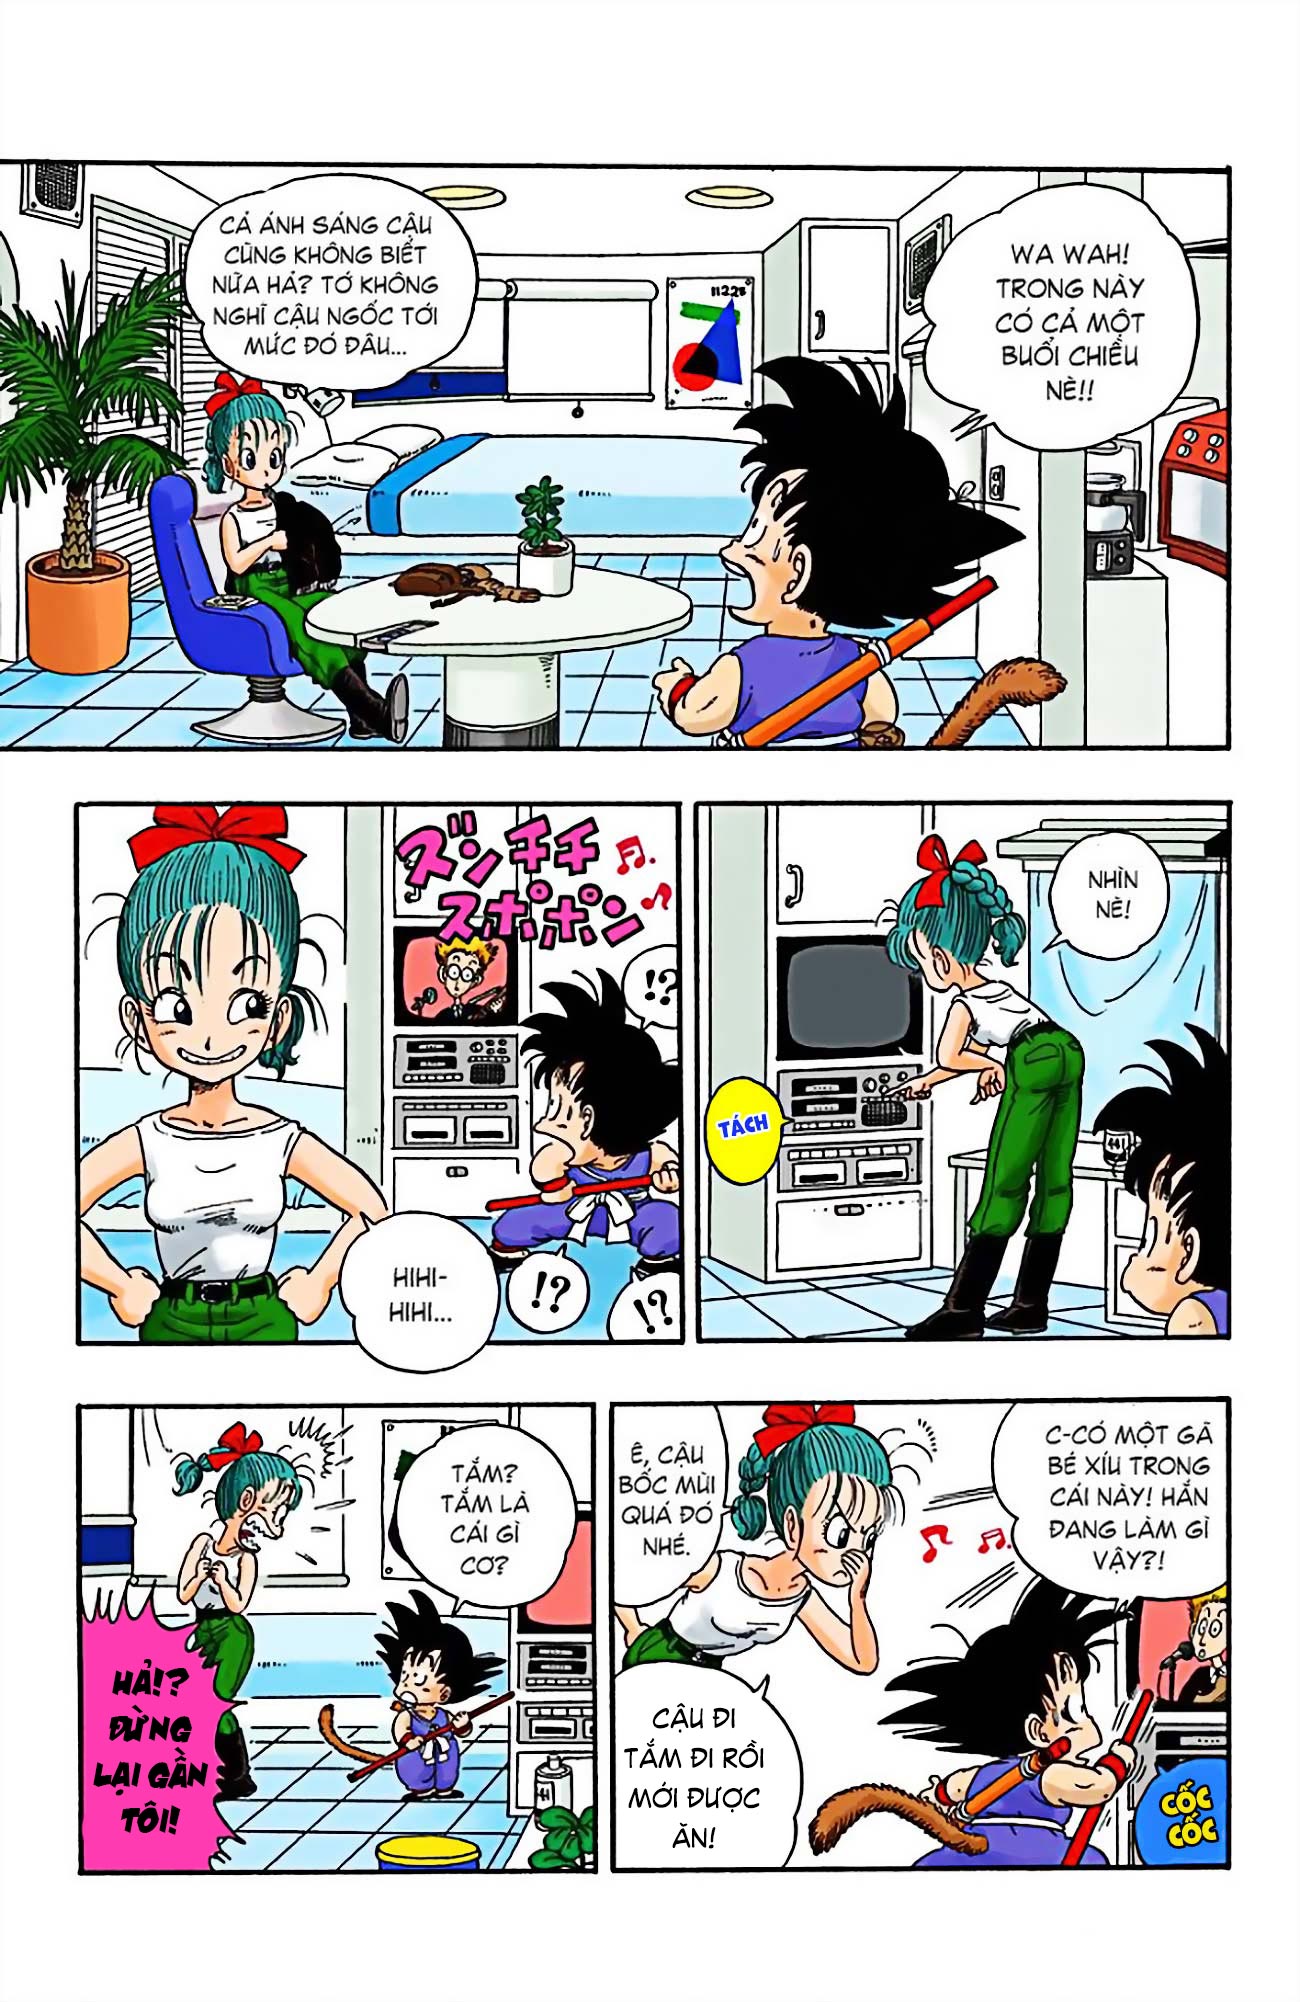 WA WAH!
TRONG NÀY
CÓ CẢ MỘT
BUỔI CHIỀU
NÈ!!
CẢ ÁNH SÁNG CẬU
CŨNG KHÔNG BIẾT
NỮA HẢ? TỚ KHÔNG
NGHĨ CẬU NGỐC TỚI
MỨC ĐÓ ĐÂU...
11228
NHÌN
NÈ!
TÁCH
441
ズンチチ
スポポン
!?
!?
!?
HIHI-
HIHI...
C-CÓ MỘT GÃ
BÉ XÍU TRONG
CÁI NÀY! HẮN
ĐANG LÀM GÌ
VẬY?!
Ê, CẬU
BỐC MÙI
QUÁ ĐÓ
NHÉ.
CẬU ĐI
TẮM ĐI RỒI
MỚI ĐƯỢC
ĂN!
CỐC
CỐC
TẮM?
TẮM LÀ
CÁI GÌ
CƠ?
HẢ!?
ĐỪNG
LẠI GẦN
TÔI!